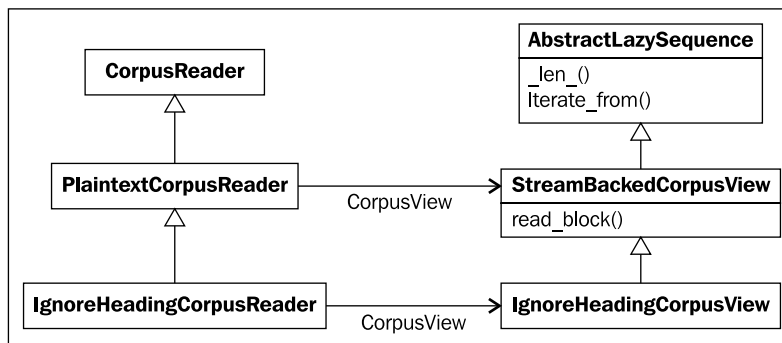 AbstractLazySequence
_len_()
Iterate_from()
CorpusReader
PlaintextCorpusReader
CorpusView
StreamBackedCorpusView
read_block()
IgnoreHeadingCorpusReader
CorpusView
IgnoreHeadingCorpusView